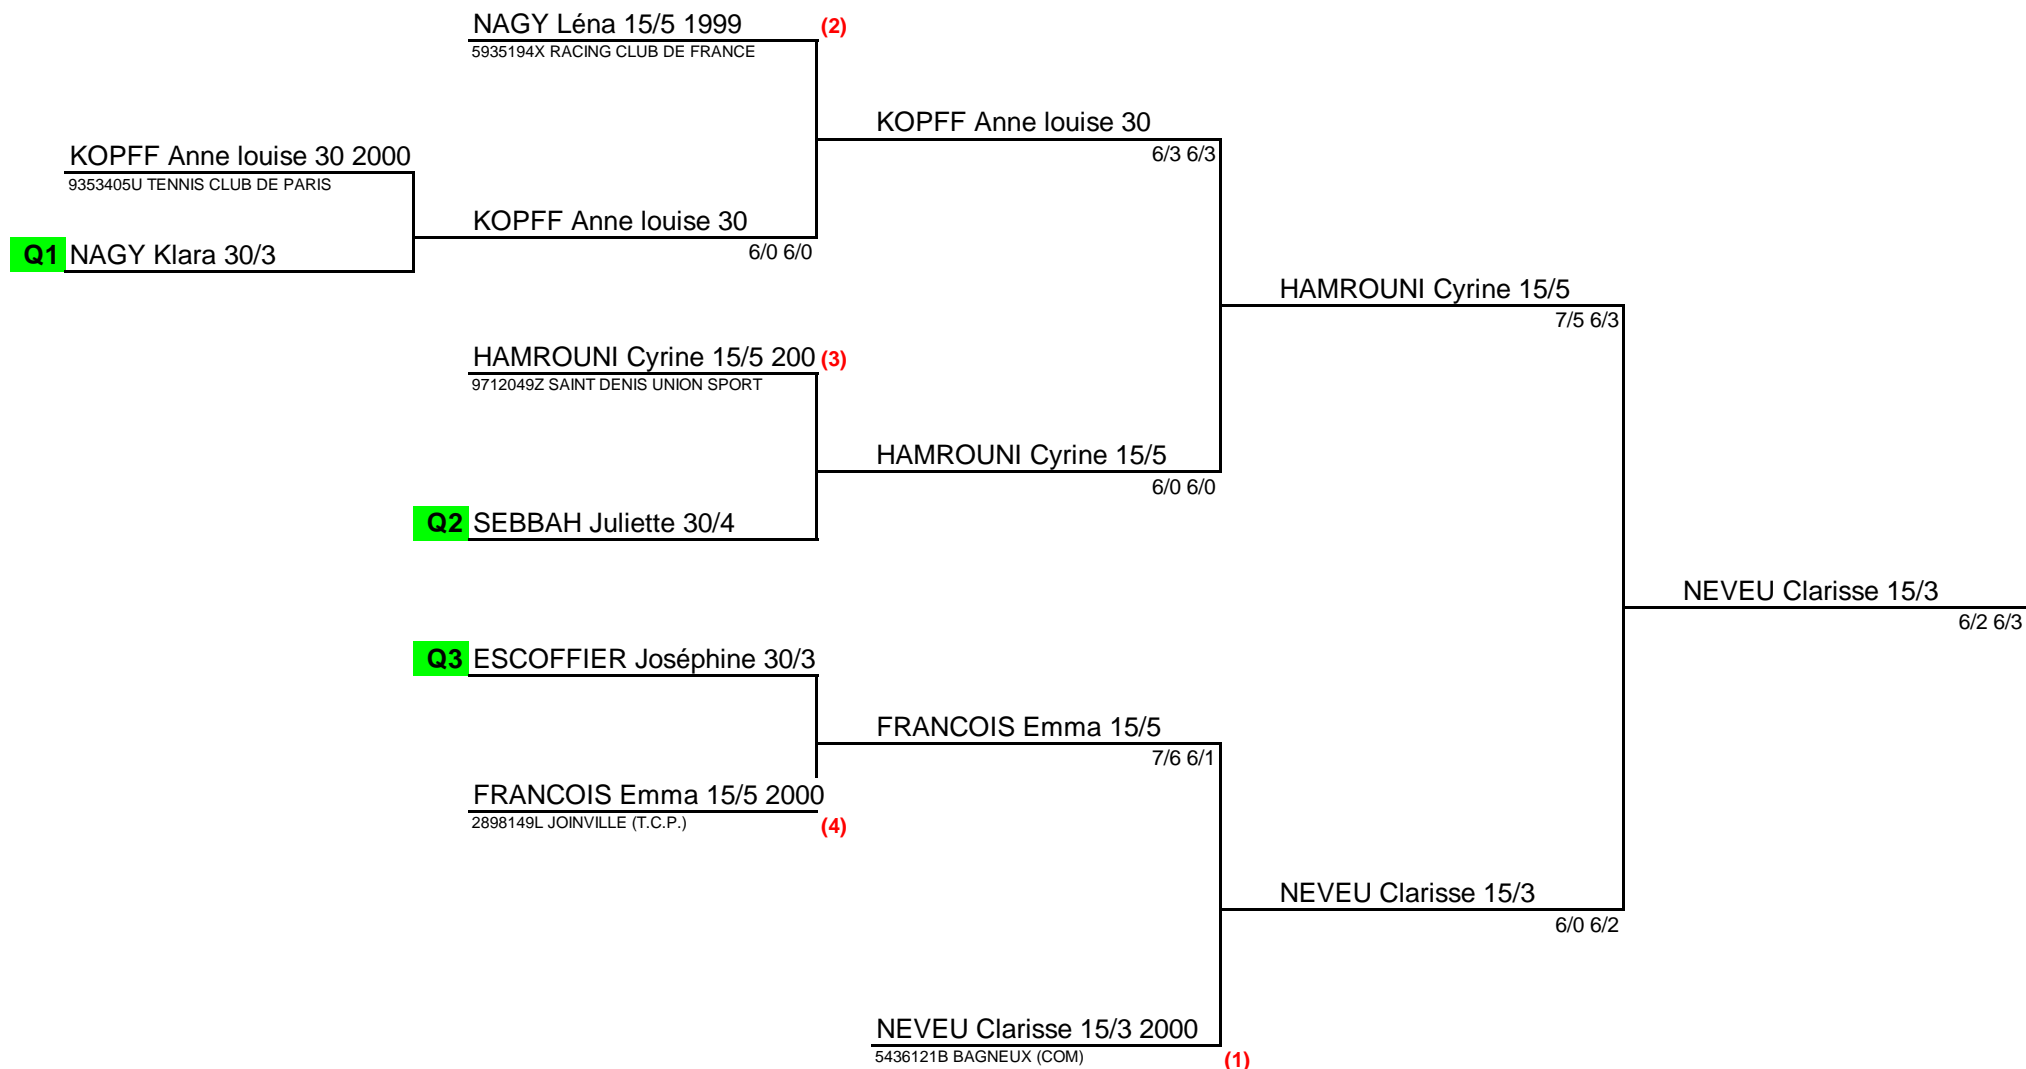 NAGY Léna 15/5 1999 (2)
5935194X RACING CLUB DE FRANCE
KOPFF Anne louise 30
6/3 6/3
KOPFF Anne louise 30 2000
9353405U TENNIS CLUB DE PARIS
KOPFF Anne louise 30
6/0 6/0
Q1 NAGY Klara 30/3
HAMROUNI Cyrine 15/5
7/5 6/3
HAMROUNI Cyrine 15/5 200 (3)
9712049Z SAINT DENIS UNION SPORT
HAMROUNI Cyrine 15/5
6/0 6/0
Q2 SEBBAH Juliette 30/4
NEVEU Clarisse 15/3
6/2 6/3
Q3 ESCOFFIER Joséphine 30/3
FRANCOIS Emma 15/5
7/6 6/1
FRANCOIS Emma 15/5 2000
2898149L JOINVILLE (T.C.P.) (4)
NEVEU Clarisse 15/3
6/0 6/2
NEVEU Clarisse 15/3 2000
5436121B BAGNEUX (COM) (1)